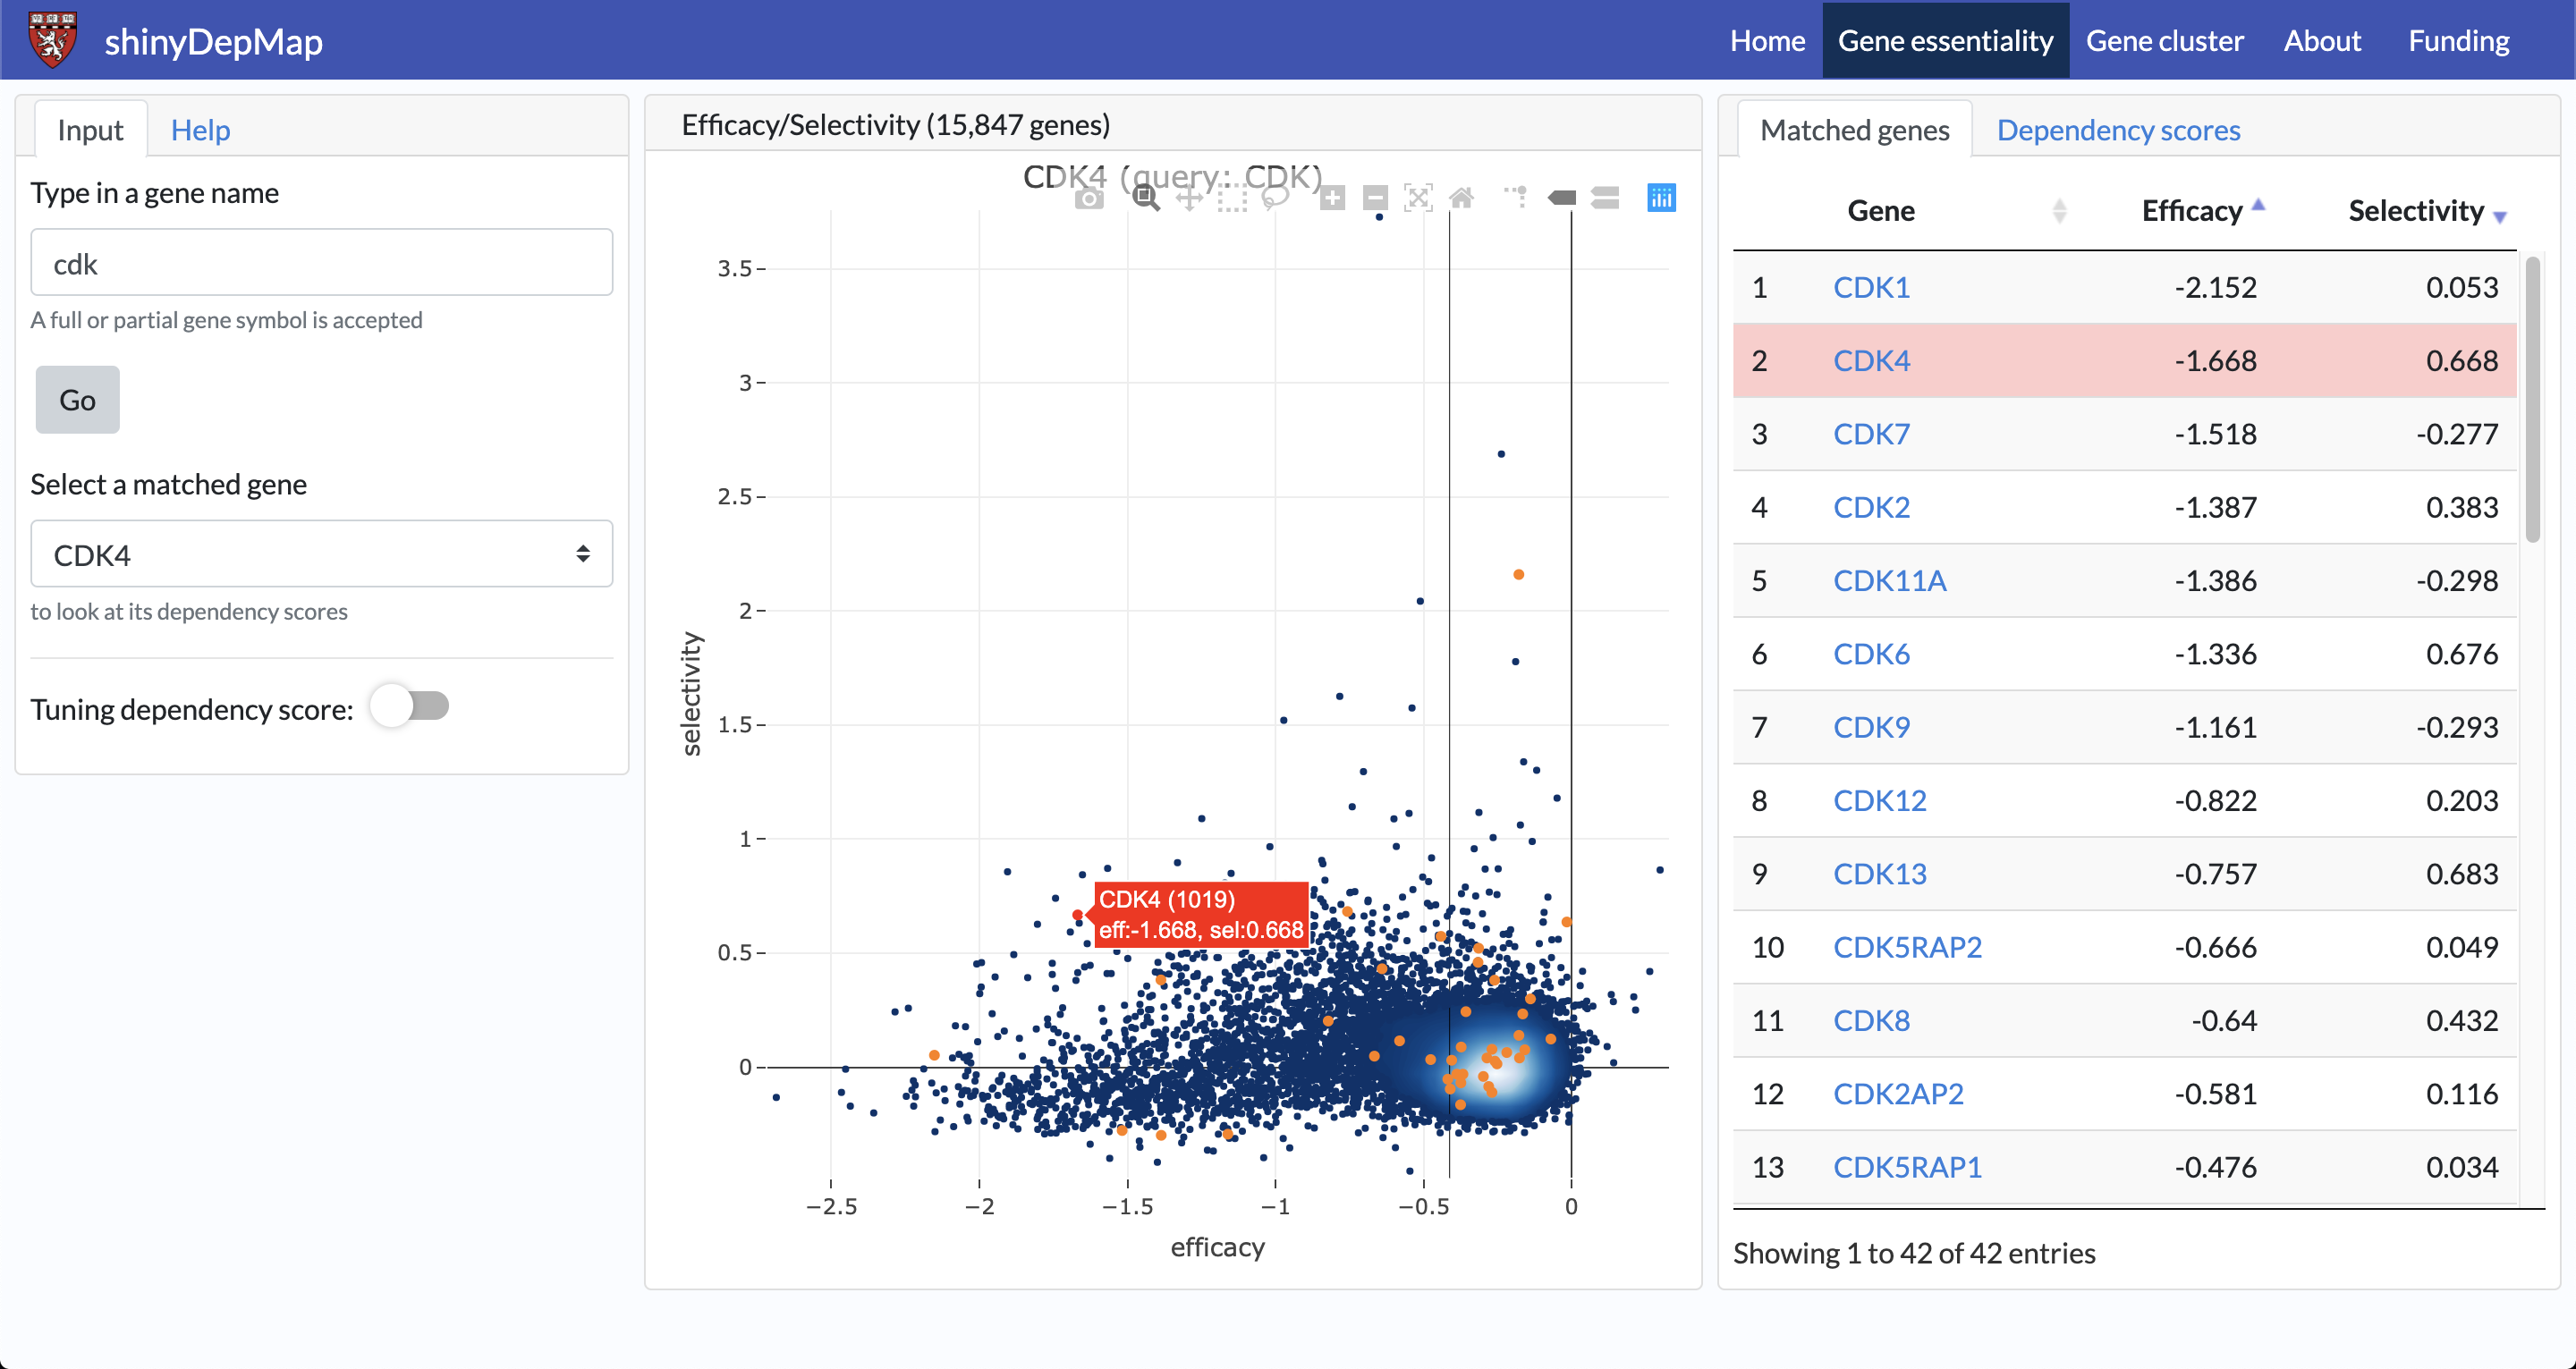 shinyDepMap
Home Gene essentiality Gene cluster About Funding
Input Help
Type in a gene name
cdk
A full or partial gene symbol is accepted
Go
Select a matched gene
CDK4
to look at its dependency scores
Tuning dependency score:
Efficacy/Selectivity (15,847 genes)
CDK4 (query: CDK)
3.5
3
2.5
2
1.5
1
0.5
0
selectivity
CDK4 (1019)
eff:-1.668, sel:0.668
−2.5 −2 −1.5 −1 −0.5 0
efficacy
Matched genes Dependency scores
Gene Efficacy Selectivity
1 CDK1 -2.152 0.053
2 CDK4 -1.668 0.668
3 CDK7 -1.518 -0.277
4 CDK2 -1.387 0.383
5 CDK11A -1.386 -0.298
6 CDK6 -1.336 0.676
7 CDK9 -1.161 -0.293
8 CDK12 -0.822 0.203
9 CDK13 -0.757 0.683
10 CDK5RAP2 -0.666 0.049
11 CDK8 -0.64 0.432
12 CDK2AP2 -0.581 0.116
13 CDK5RAP1 -0.476 0.034
Showing 1 to 42 of 42 entries